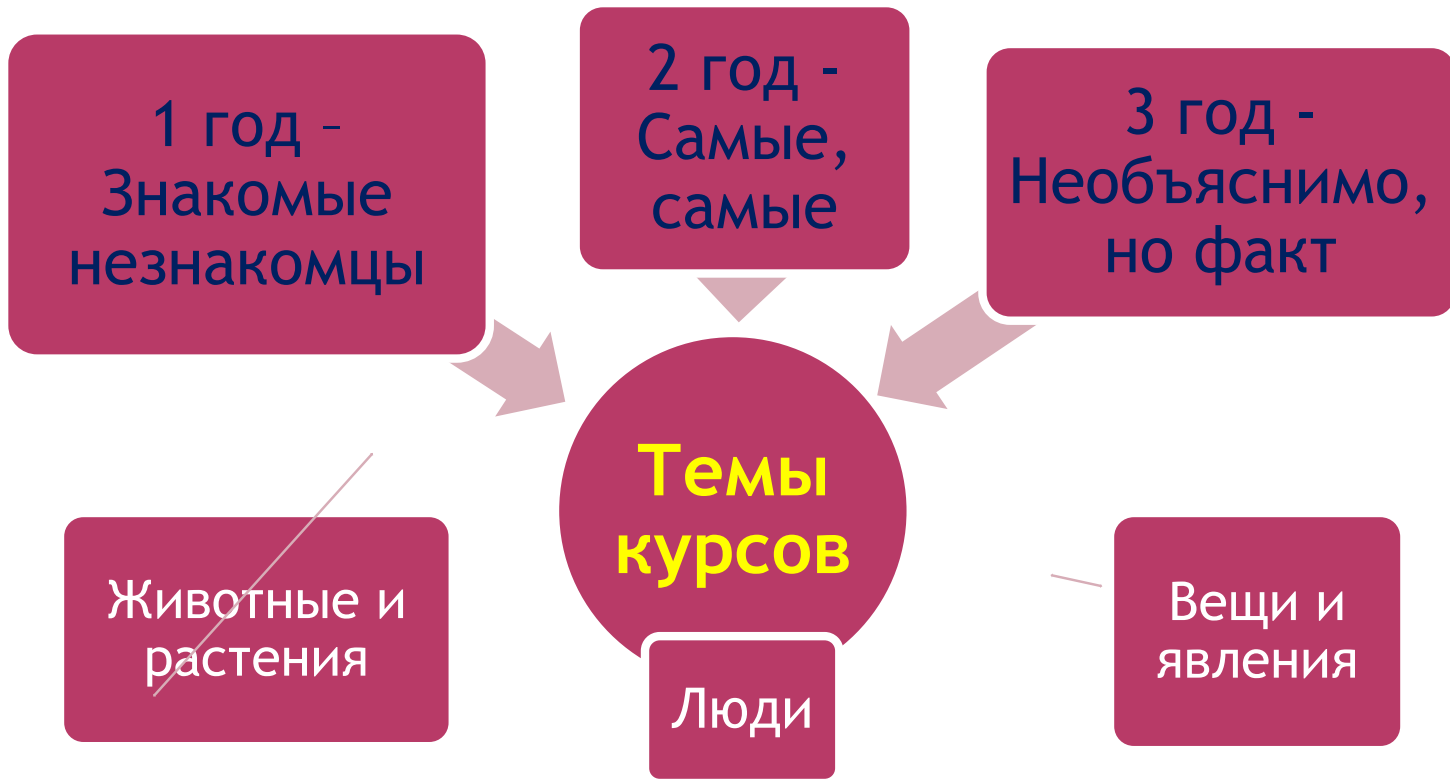 1 год –
Знакомые
незнакомцы
2 год -
Самые,
самые
3 год -
Необъяснимо,
но факт
Темы
курсов
Животные и
растения
Люди
Вещи и
явления